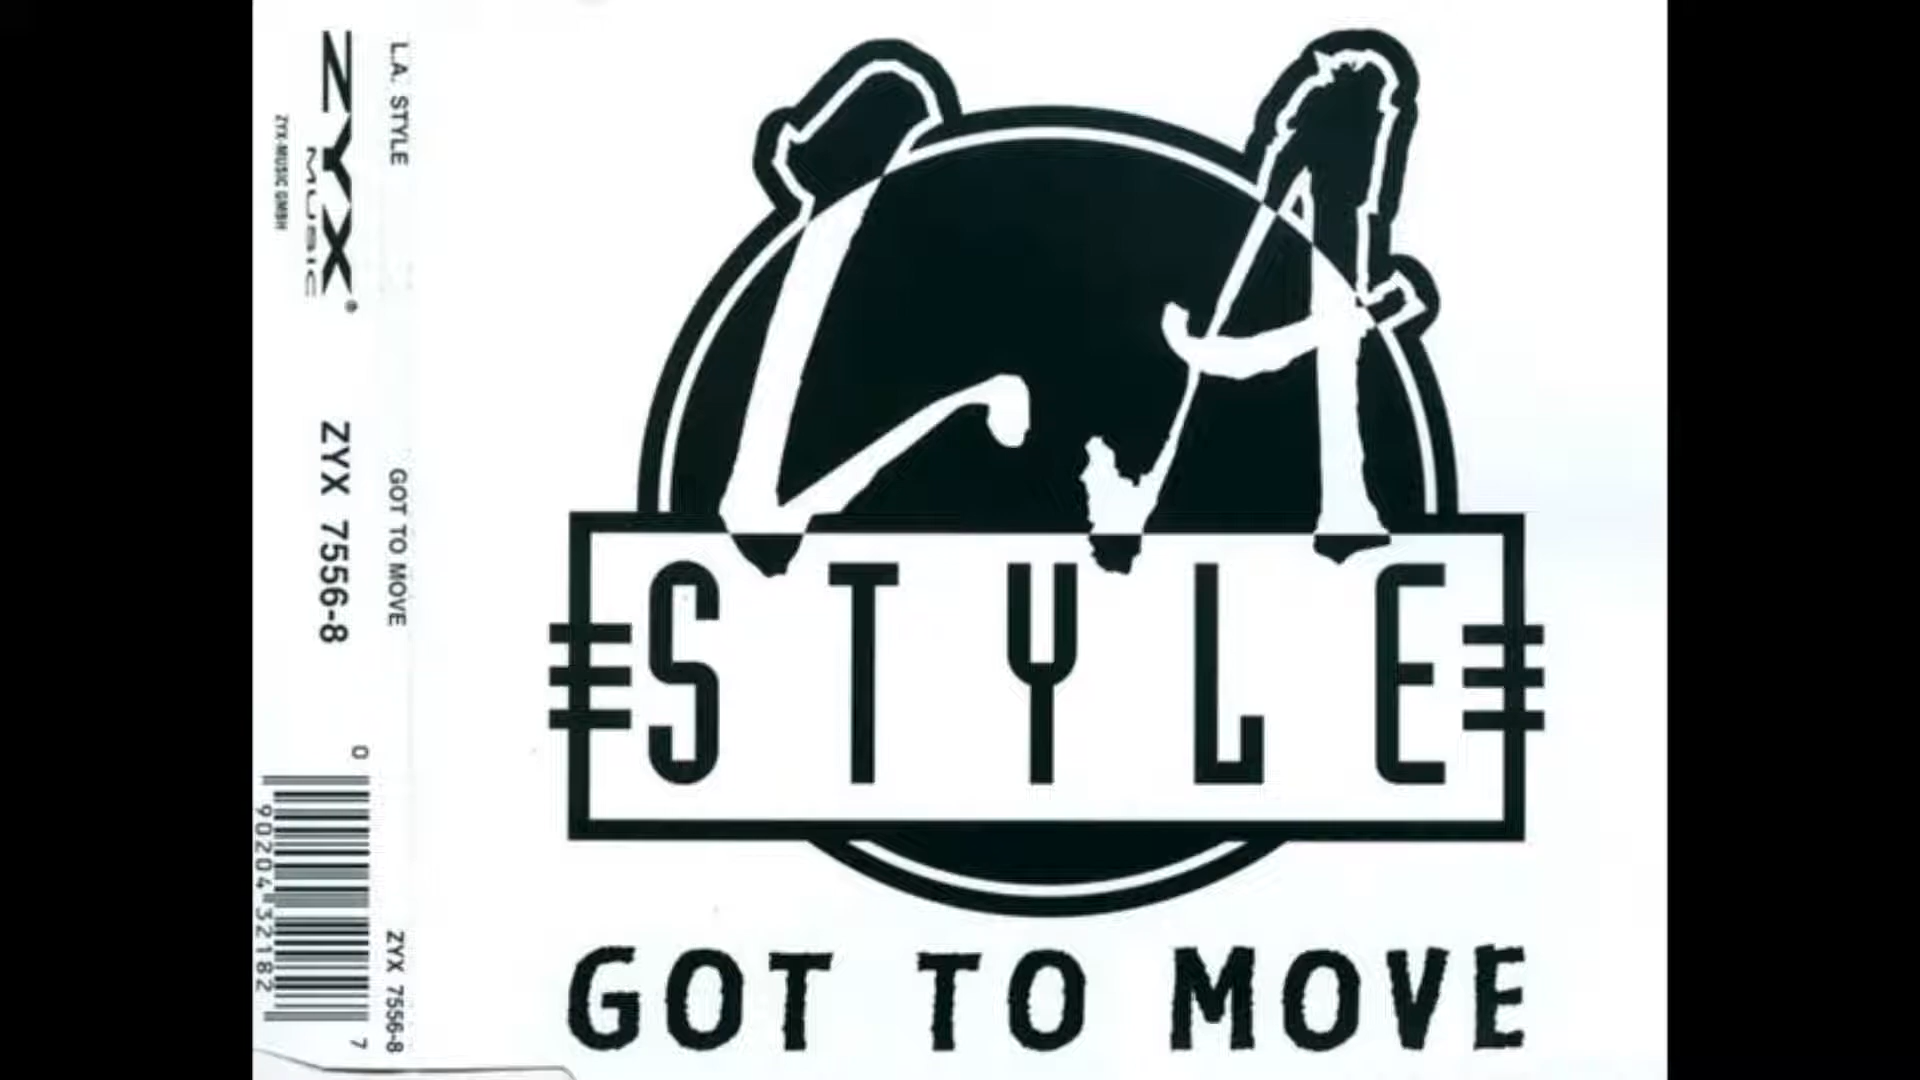 L.A. STYLE
GOT TO MOVE
ZYX 7556-8
ZYX
MUSIC
®
ZYX-MUSIC GMBH
ZYX 7556-8
0 90204 32182 7
LA
STYLE
GOT TO MOVE